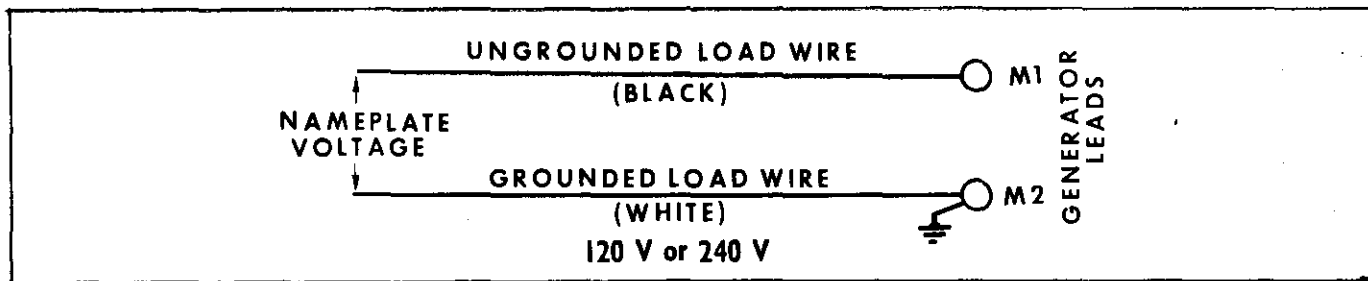 UNGROUNDED LOAD WIRE
M1
(BLACK)
NAMEPLATE
VOLTAGE
GENERATOR
LEADS
GROUNDED LOAD WIRE
M2
(WHITE)
120 V or 240 V